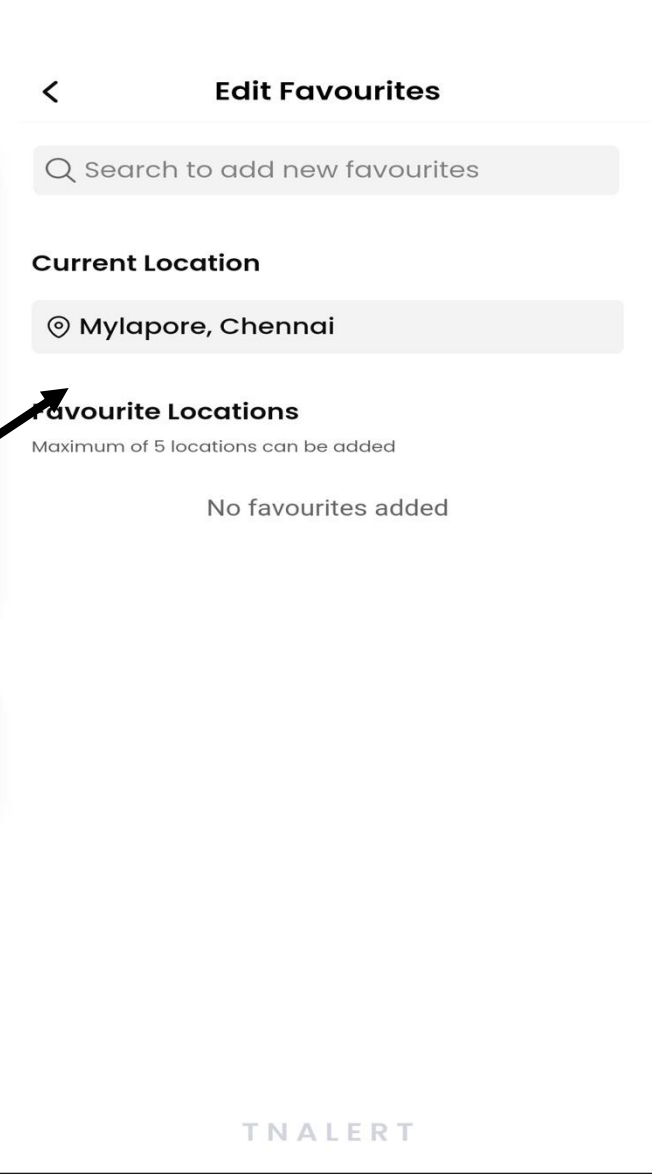 Edit Favourites
Search to add new favourites
Current Location
Mylapore, Chennai
Favourite Locations
Maximum of 5 locations can be added
No favourites added
TNALERT